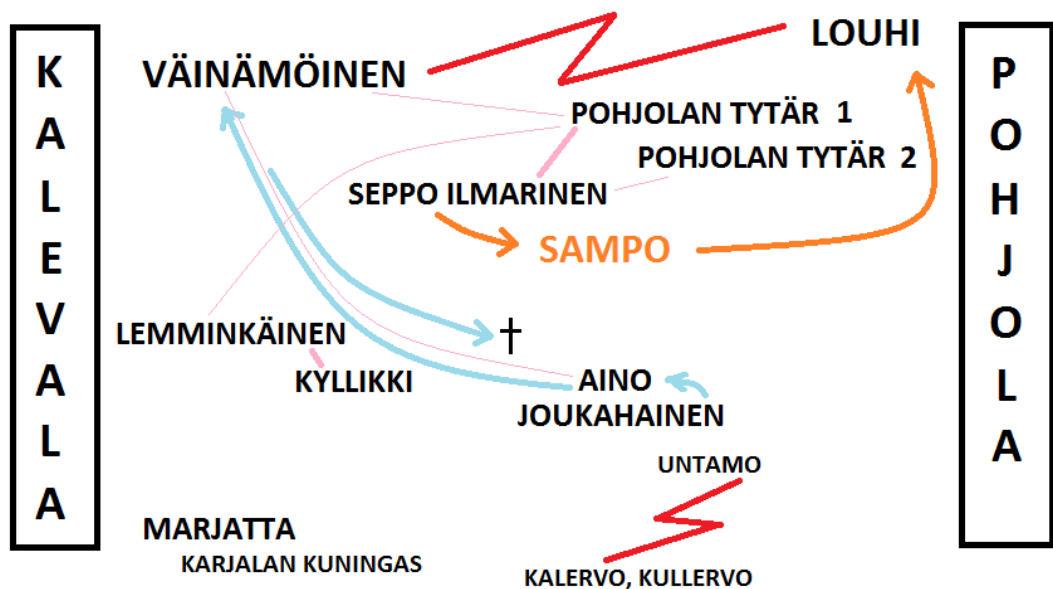 KALEVALA
LOUHI
VÄINÄMÖINEN
POHJOLAN TYTÄR 1
POHJOLAN TYTÄR 2
SEPPO ILMARINEN
SAMPO
LEMMINKÄINEN
KYLLIKKI
AINO
JOUKAHAINEN
UNTAMO
MARJATTA
KARJALAN KUNINGAS
KALERVO, KULLERVO
POHJOLA